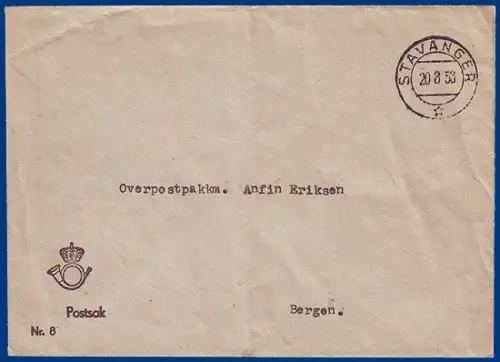 STAVANGER
20 8 53
Overpostpakkm. Anfin Eriksen
Postsak
Bergen.
Nr. 8